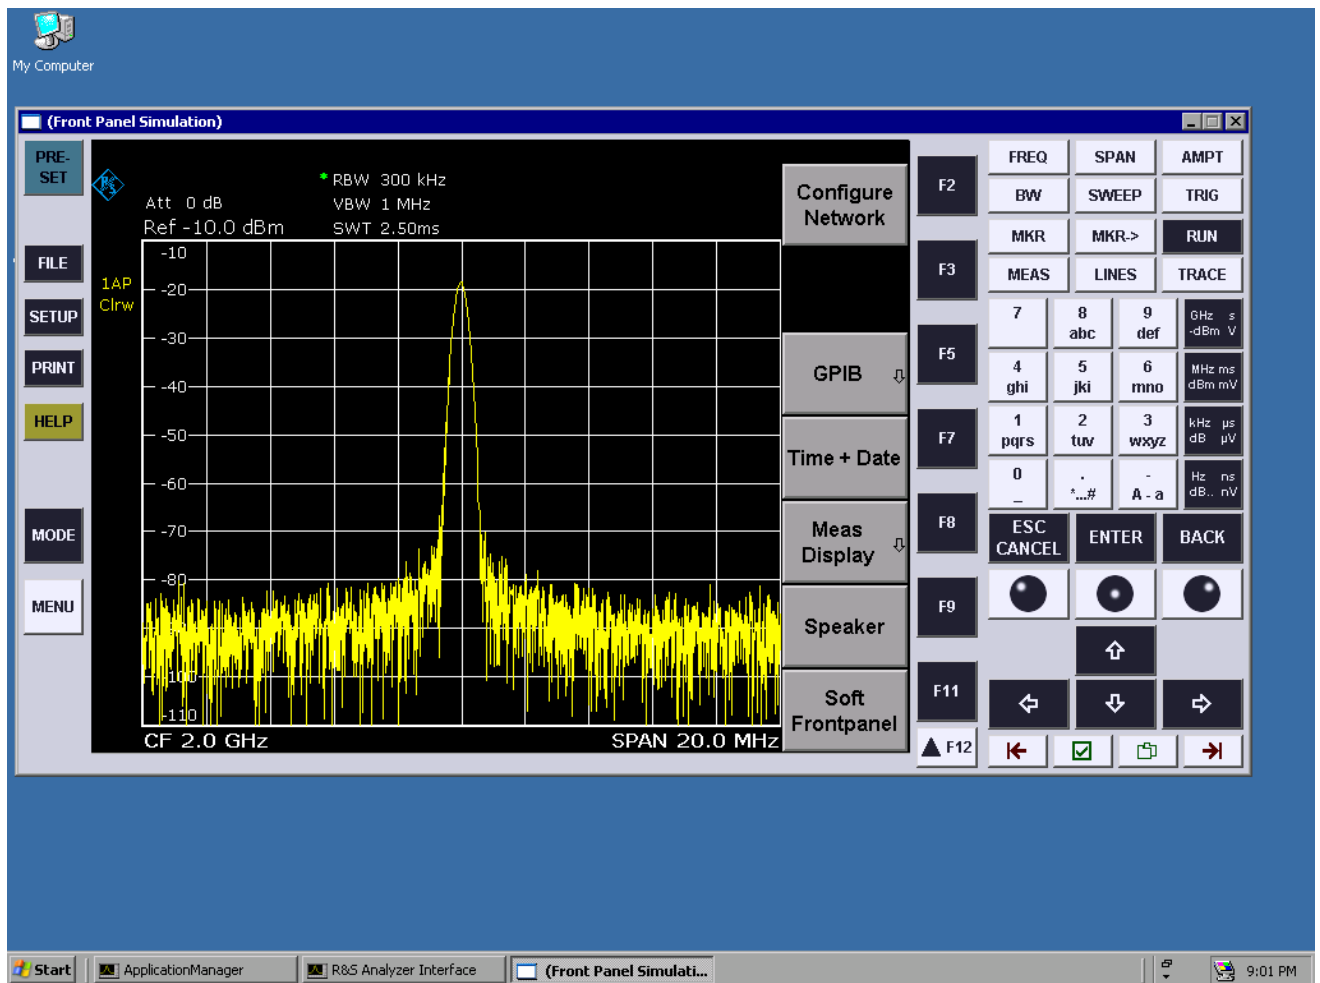 My Computer
(Front Panel Simulation)
PRE-
SET
FILE
SETUP
PRINT
HELP
MODE
MENU
R&S
* RBW 300 kHz
Att 0 dB
VBW 1 MHz
Ref -10.0 dBm
SWT 2.50ms
1AP
Clrw
-10
-20
-30
-40
-50
-60
-70
-80
-100
-110
CF 2.0 GHz
SPAN 20.0 MHz
Configure
Network
GPIB
Time + Date
Meas
Display
Speaker
Soft
Frontpanel
F2
F3
F5
F7
F8
F9
F11
F12
FREQ SPAN AMPT
BW SWEEP TRIG
MKR MKR-> RUN
MEAS LINES TRACE
7
8
abc
9
def
GHz s
-dBm V
4
ghi
5
jkl
6
mno
MHz ms
dBm mV
1
pqrs
2
tuv
3
wxyz
kHz µs
dB µV
0
_
.
*...#
-
A - a
Hz ns
dB.. nV
ESC
CANCEL
ENTER
BACK
Start
ApplicationManager
R&S Analyzer Interface
(Front Panel Simulati...
9:01 PM